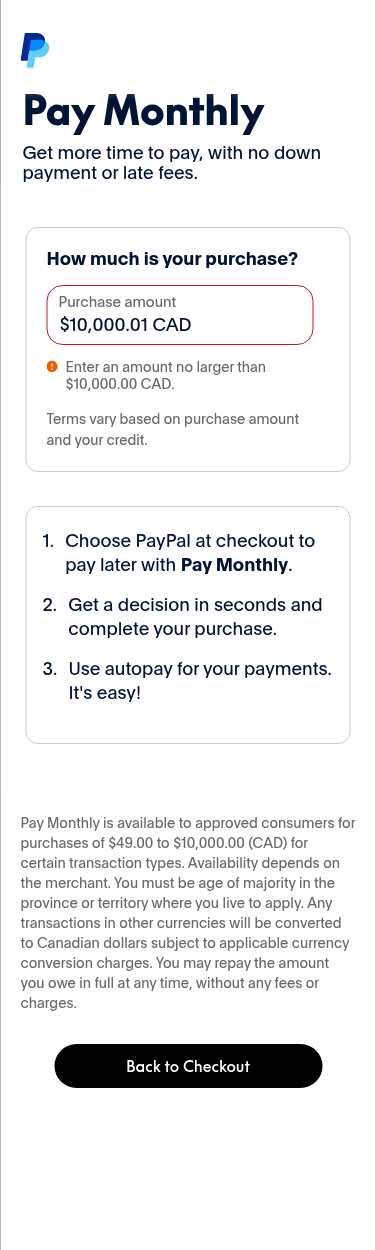 Pay Monthly
Get more time to pay, with no down
payment or late fees.
How much is your purchase?
Purchase amount
$10,000.01 CAD
Enter an amount no larger than
$10,000.00 CAD.
Terms vary based on purchase amount
and your credit.
1. Choose PayPal at checkout to
pay later with Pay Monthly.
2. Get a decision in seconds and
complete your purchase.
3. Use autopay for your payments.
It's easy!
Pay Monthly is available to approved consumers for
purchases of $49.00 to $10,000.00 (CAD) for
certain transaction types. Availability depends on
the merchant. You must be age of majority in the
province or territory where you live to apply. Any
transactions in other currencies will be converted
to Canadian dollars subject to applicable currency
conversion charges. You may repay the amount
you owe in full at any time, without any fees or
charges.
Back to Checkout